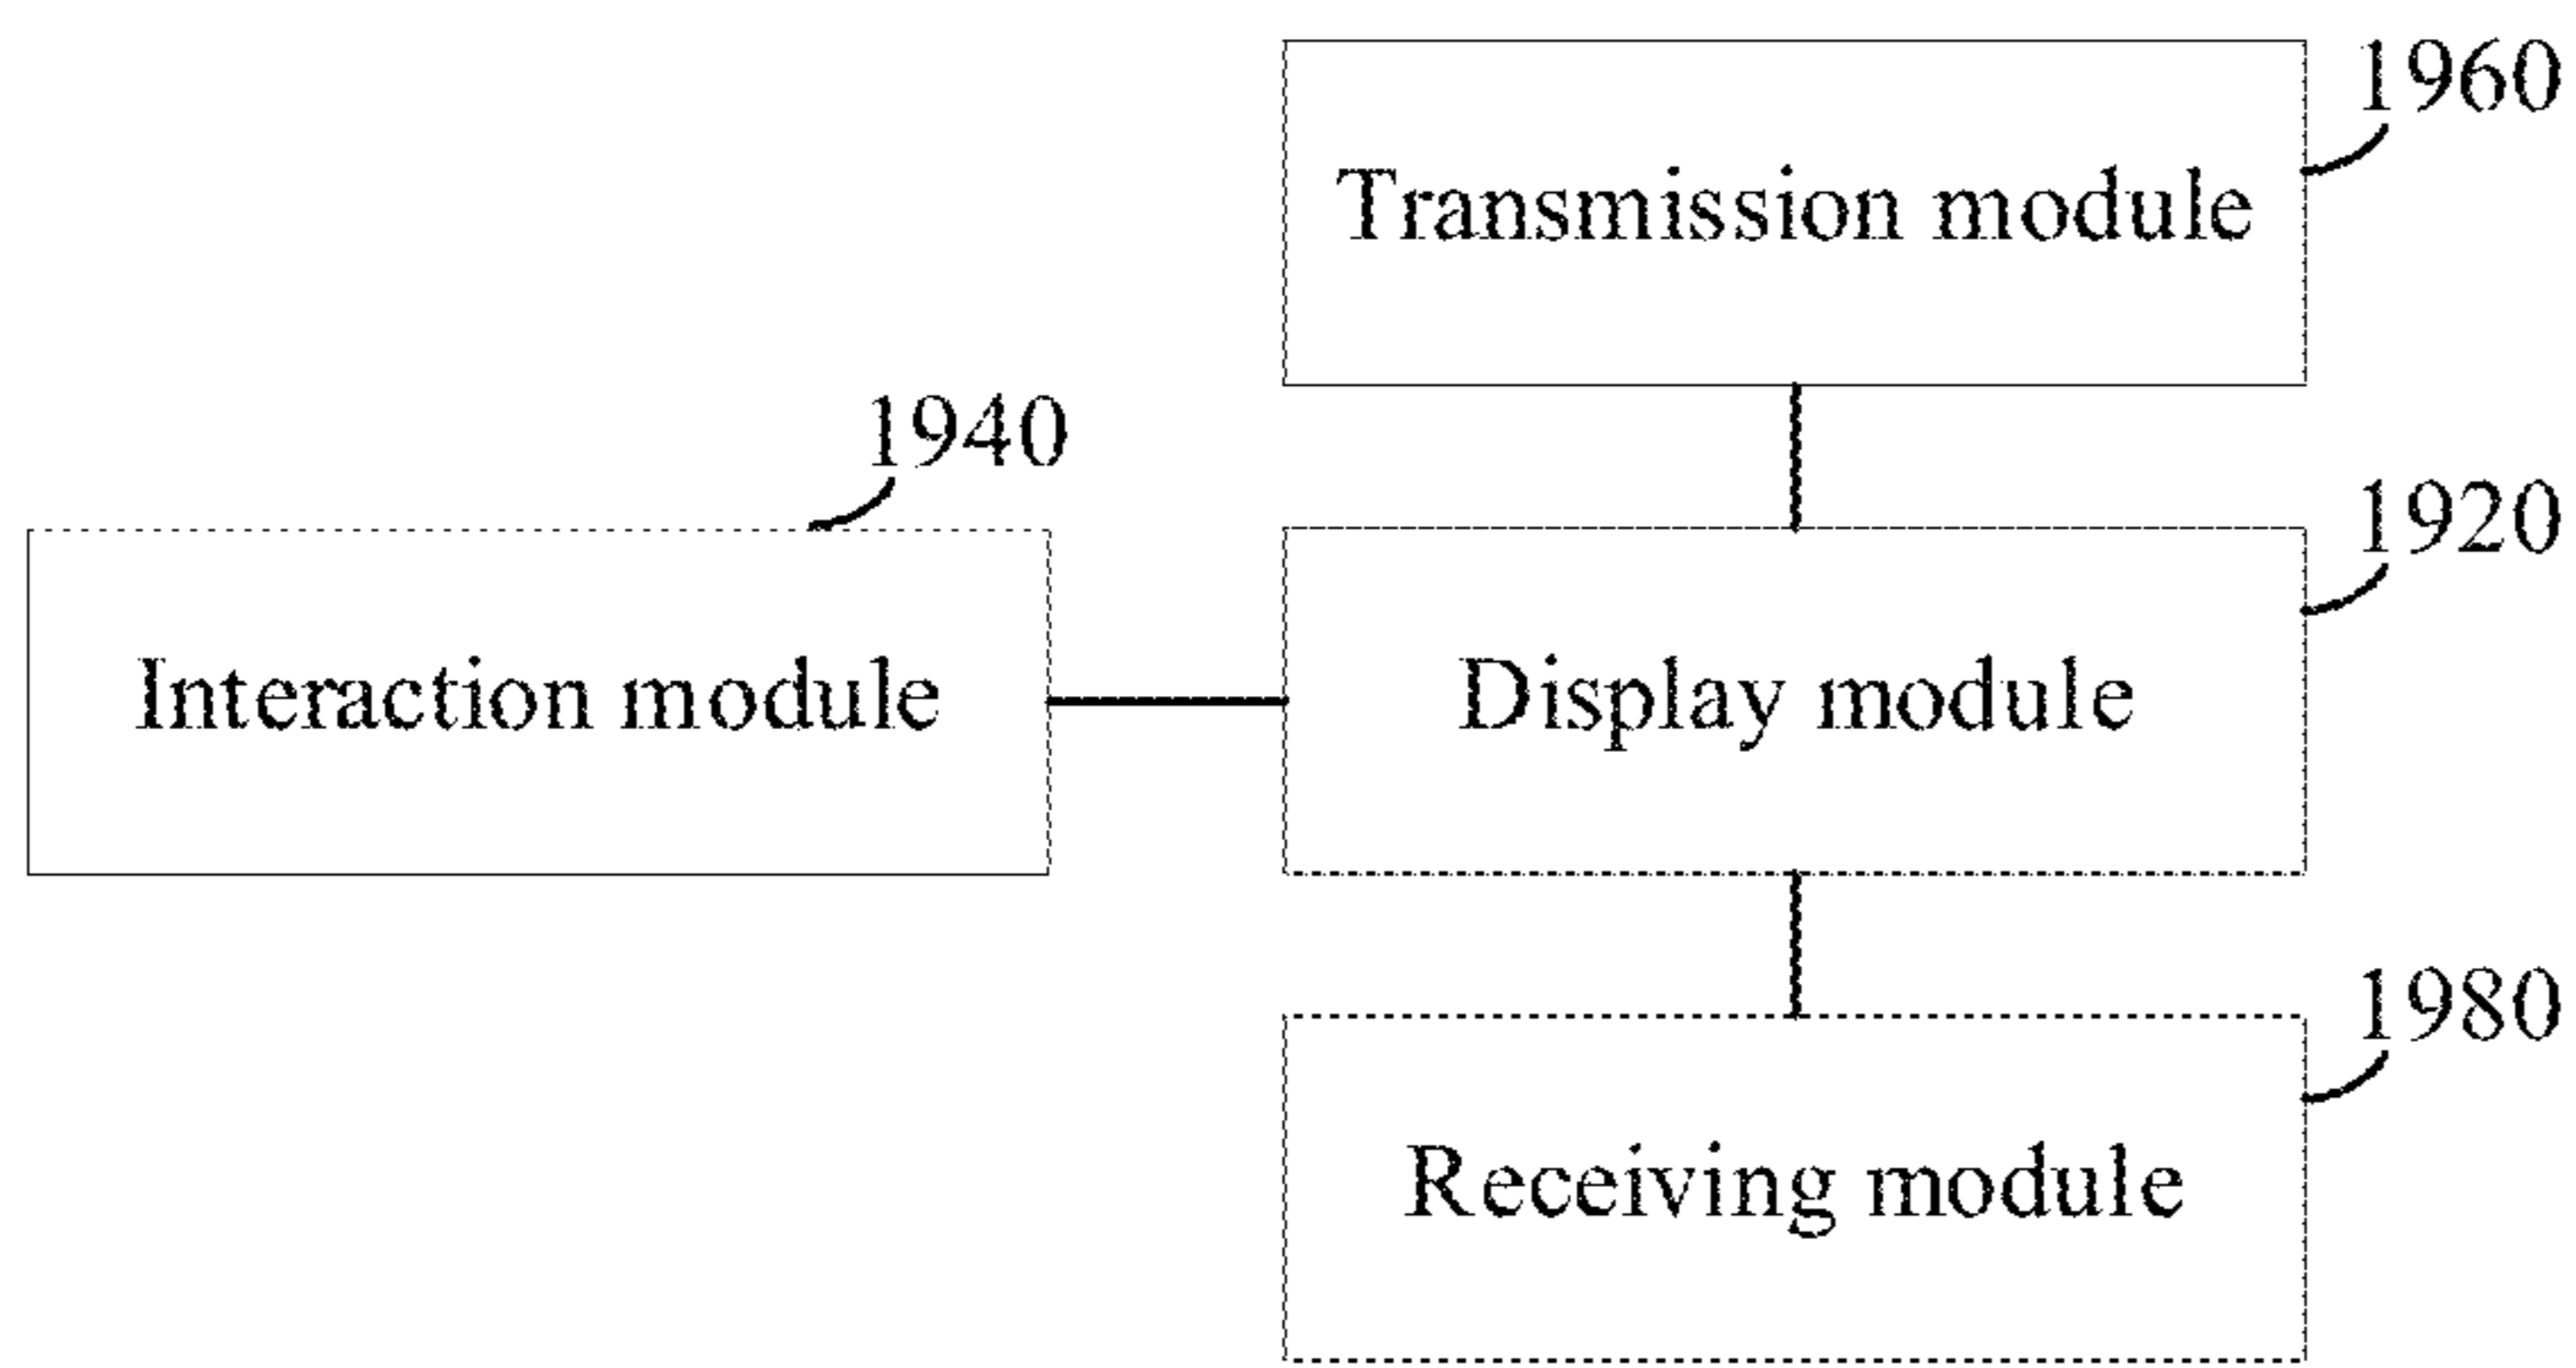 1960
Transmission module
1940
1920
Interaction module
Display module
1980
Receiving module